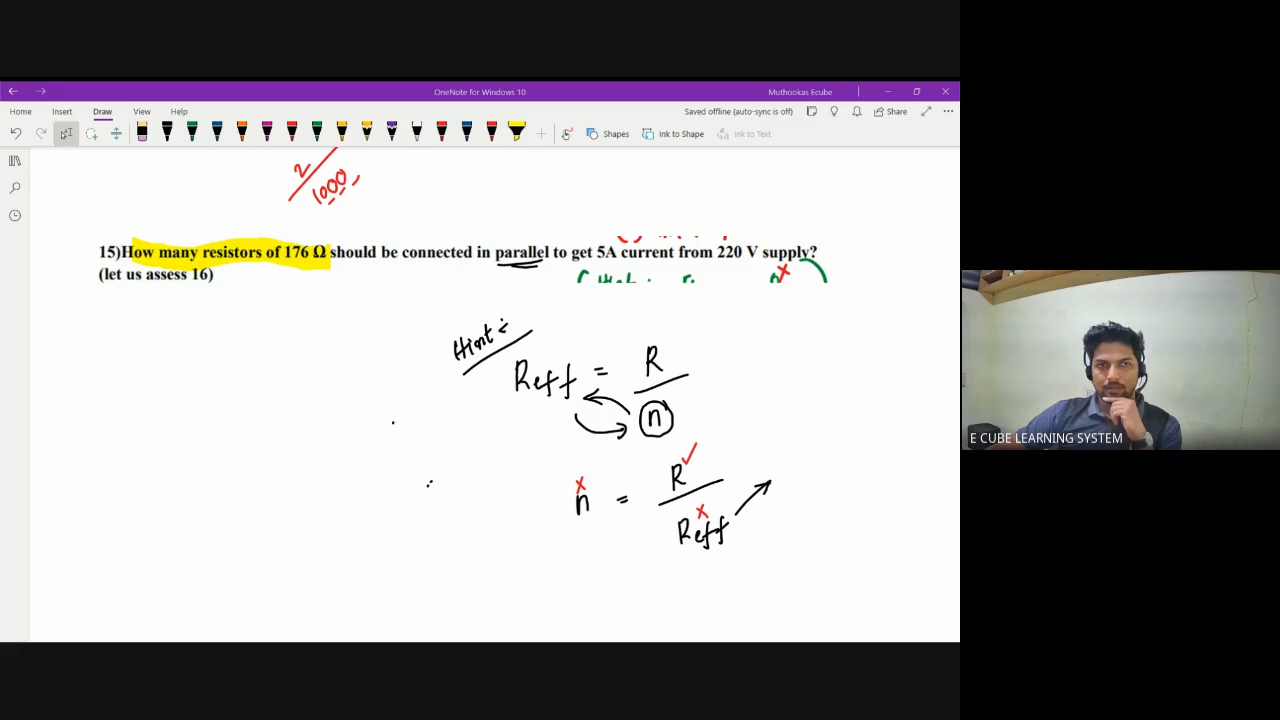 OneNote for Windows 10
Muthookas Ecube
Home Insert Draw View Help
Saved offline (auto-sync is off)
Share
Shapes
Ink to Shape
Ink to Text
2
1000
15)How many resistors of 176 Ω should be connected in parallel to get 5A current from 220 V supply?
(let us assess 16)
Hint:
Reff = R
n
n = R
Reff
x
x
x
E CUBE LEARNING SYSTEM